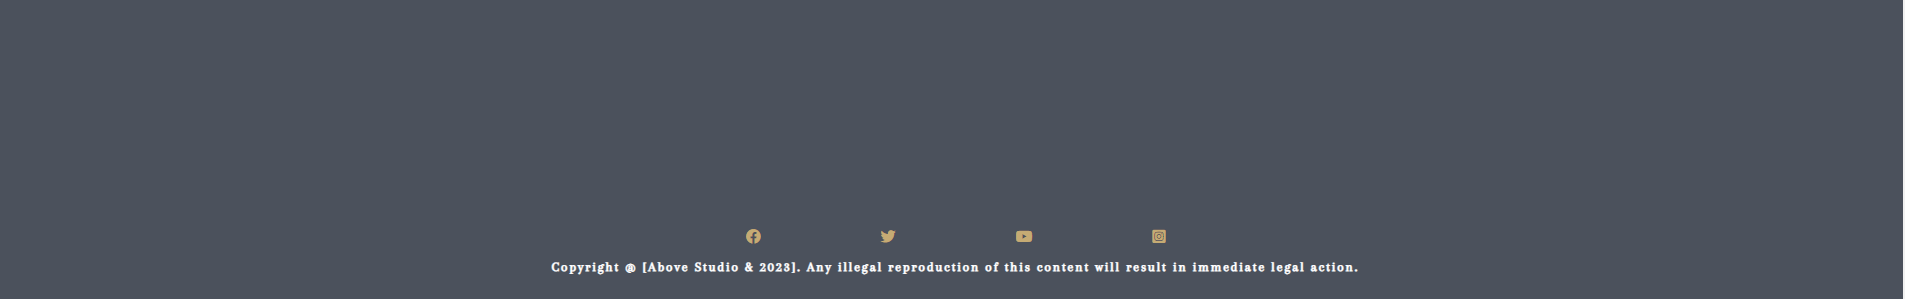 Copyright @ [Above Studio & 2023]. Any illegal reproduction of this content will result in immediate legal action.